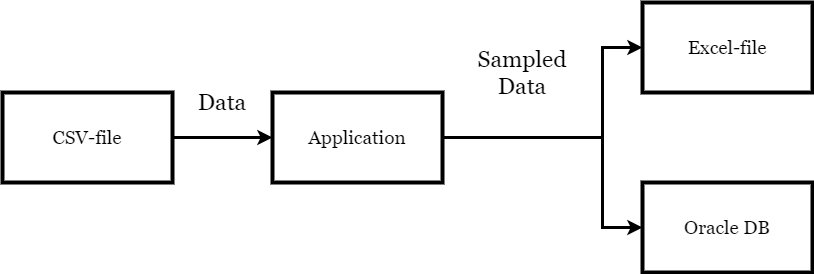 CSV-file
Data
Application
Sampled
Data
Excel-file
Oracle DB